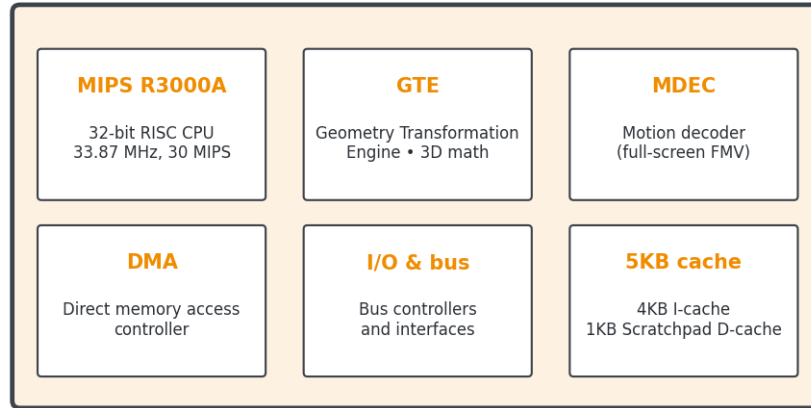 MIPS R3000A
32-bit RISC CPU
33.87 MHz, 30 MIPS
GTE
Geometry Transformation
Engine • 3D math
MDEC
Motion decoder
(full-screen FMV)
DMA
Direct memory access
controller
I/O & bus
Bus controllers
and interfaces
5KB cache
4KB I-cache
1KB Scratchpad D-cache